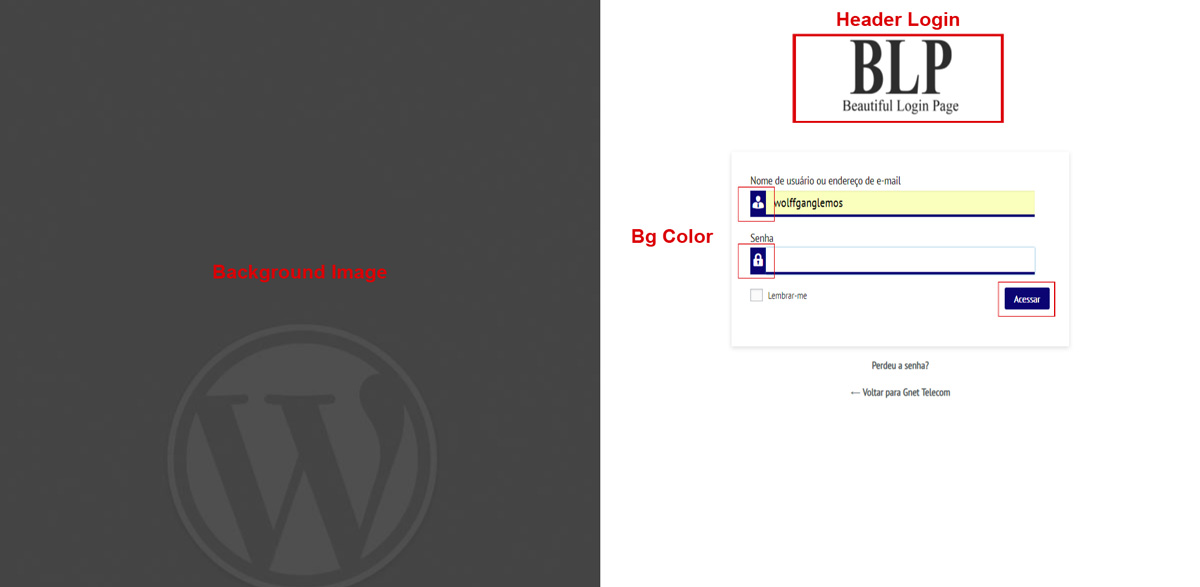 Header Login
BLP
Beautiful Login Page
Nome de usuário ou endereço de e-mail
wolffganglemos
Bg Color
Senha
Background Image
Lembrar-me
Acessar
Perdeu a senha?
← Voltar para Gnet Telecom